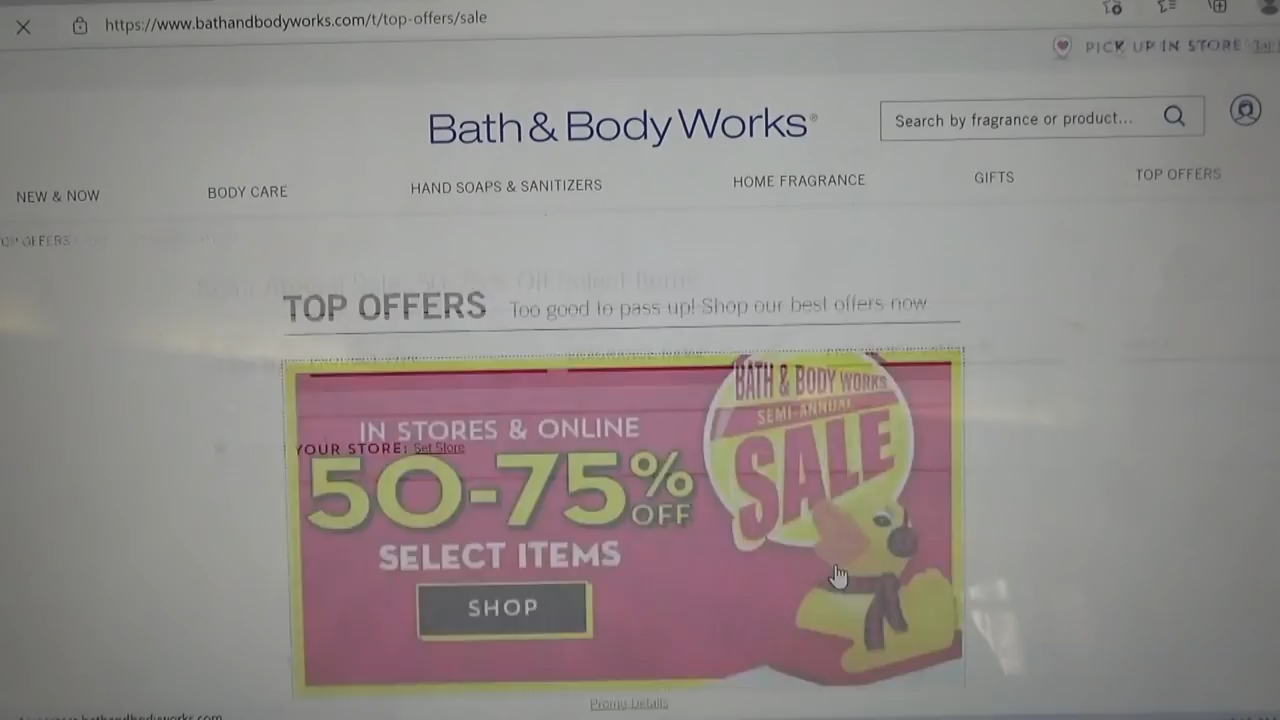 https://www.bathandbodyworks.com/t/top-offers/sale
PICK UP IN STORE
Bath & Body Works®
Search by fragrance or product...
NEW & NOW
BODY CARE
HAND SOAPS & SANITIZERS
HOME FRAGRANCE
GIFTS
TOP OFFERS
OP OFFERS
TOP OFFERS Too good to pass up! Shop our best offers now
BATH & BODY WORKS
SEMI-ANNUAL
SALE
IN STORES & ONLINE
YOUR STORE: Set Store
50-75% OFF
SELECT ITEMS
SHOP
Promo Details